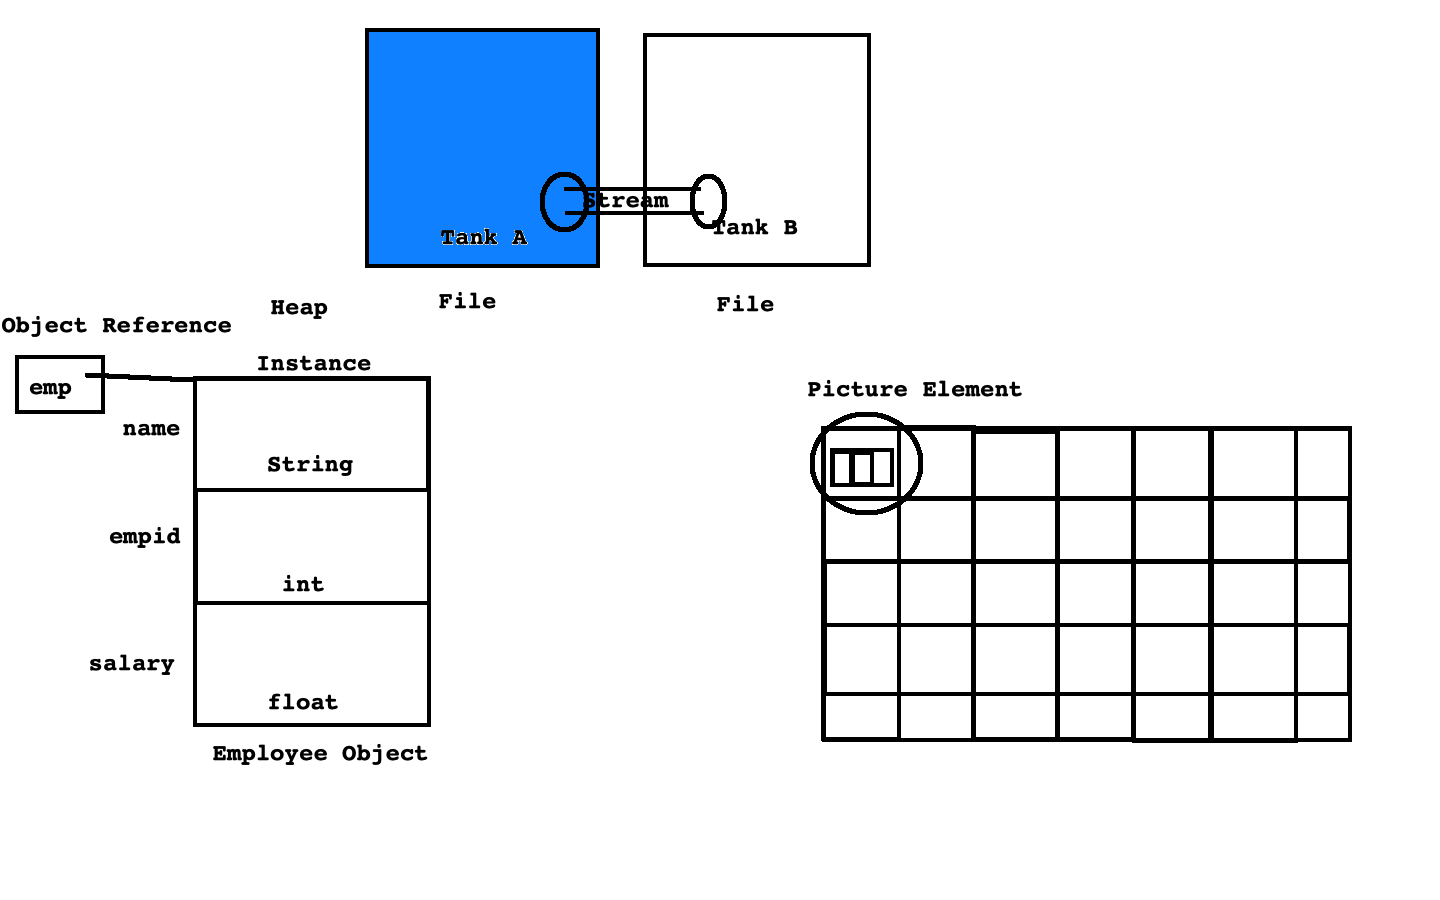 Stream
Tank A
Tank B
File
File
Heap
Object Reference
Instance
emp
name
String
empid
int
salary
float
Employee Object
Picture Element